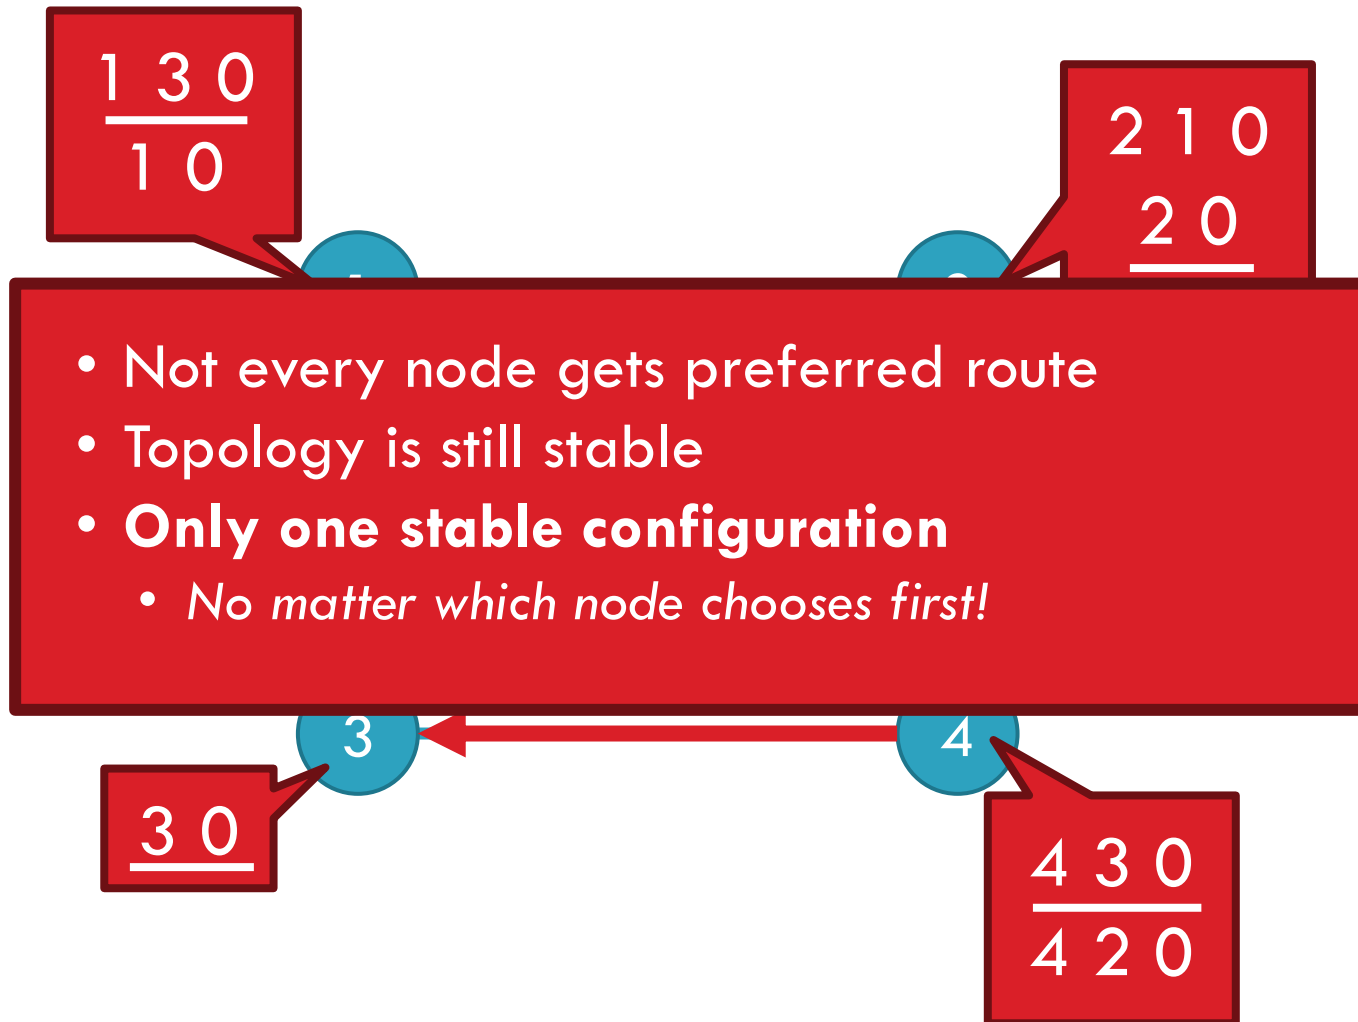 1 3 0
1 0
2 1 0
2 0
• Not every node gets preferred route
• Topology is still stable
• Only one stable configuration
• No matter which node chooses first!
3
4
3 0
4 3 0
4 2 0